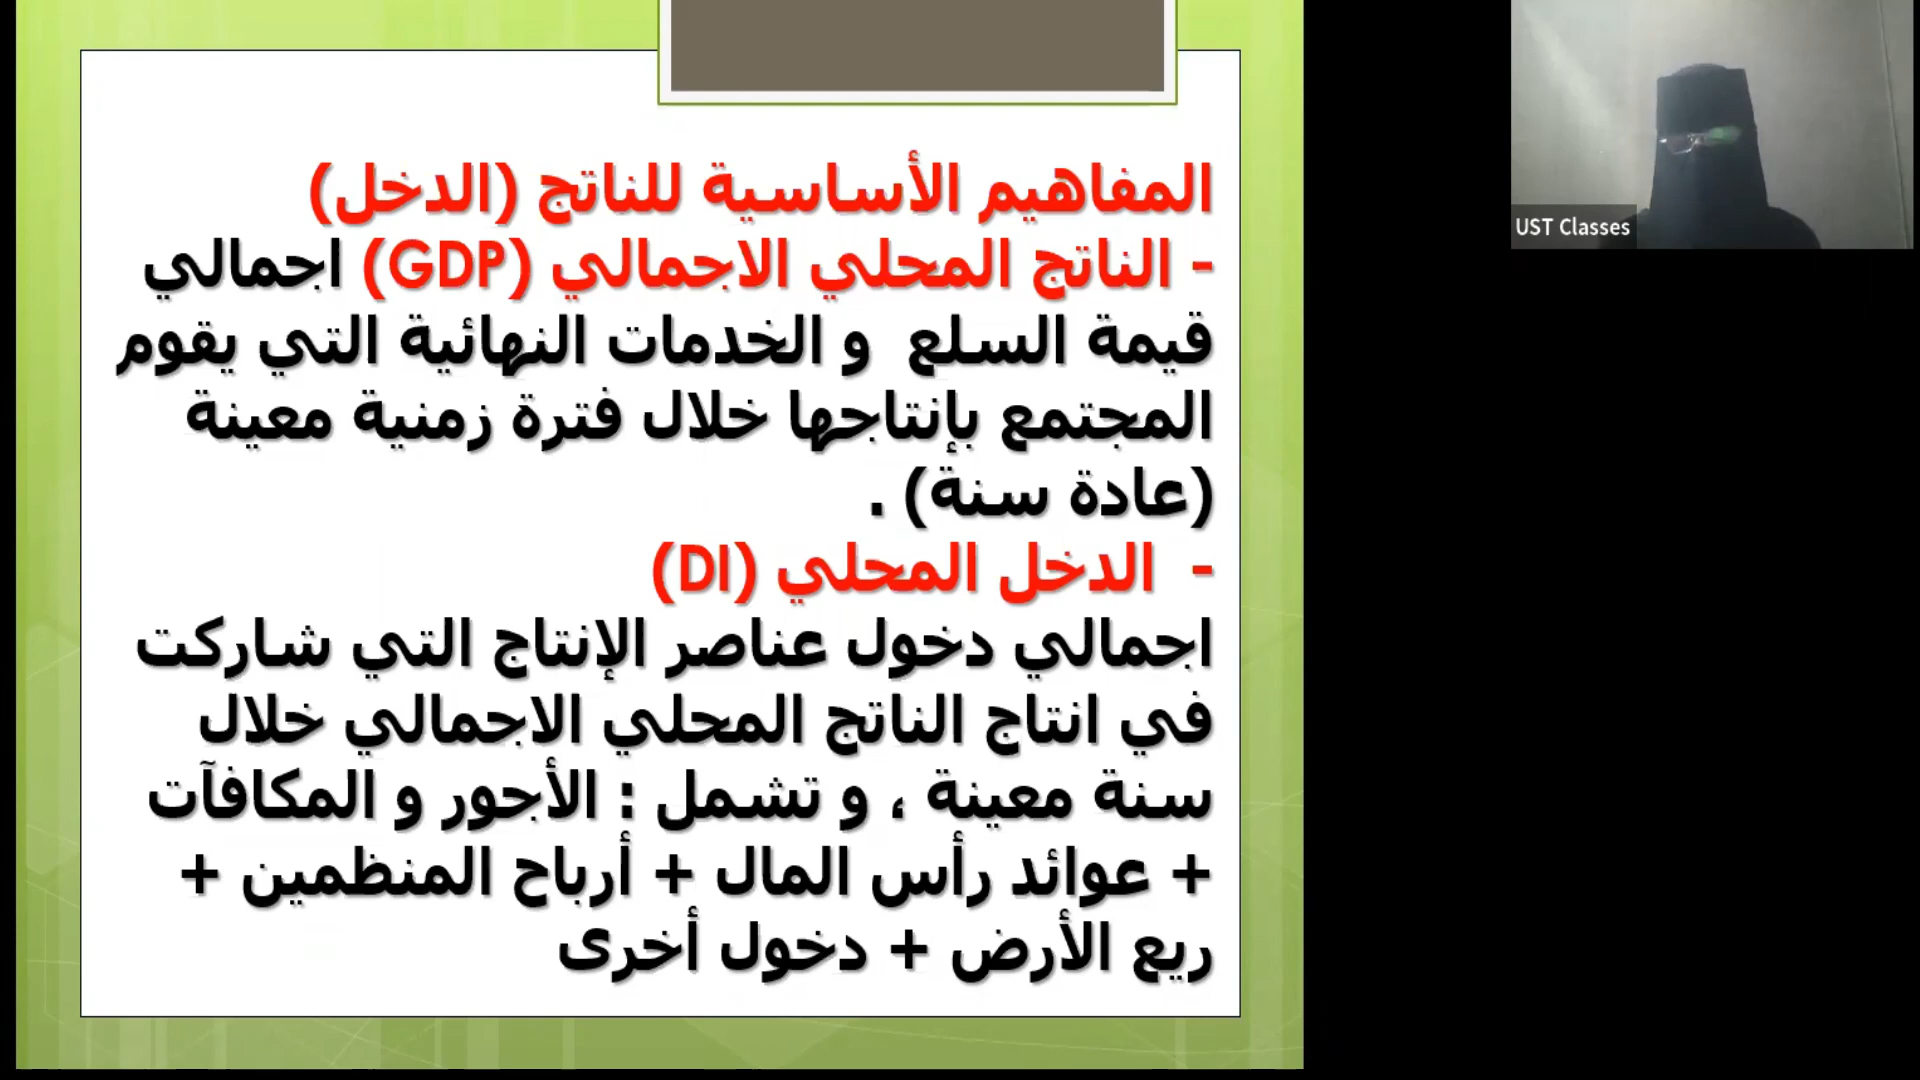 المفاهيم الأساسية للناتج (الدخل)
- الناتج المحلي الاجمالي (GDP) اجمالي
قيمة السلع و الخدمات النهائية التي يقوم
المجتمع بإنتاجها خلال فترة زمنية معينة
(عادة سنة) .
- الدخل المحلي (DI)
اجمالي دخول عناصر الإنتاج التي شاركت
في انتاج الناتج المحلي الاجمالي خلال
سنة معينة ، و تشمل : الأجور و المكافآت
+ عوائد رأس المال + أرباح المنظمين +
ريع الأرض + دخول أخرى
UST Classes